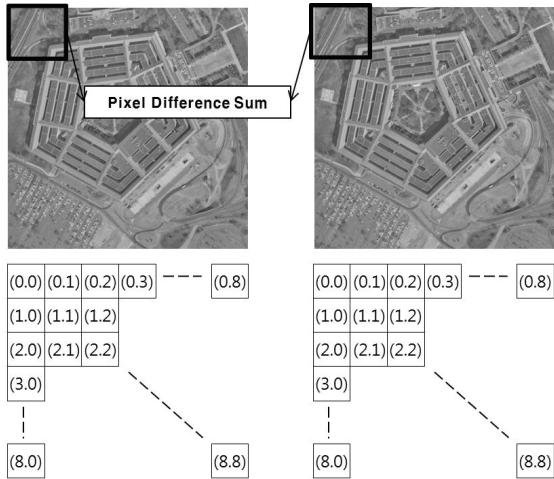 Pixel Difference Sum
(0.0) (0.1) (0.2) (0.3) (0.8) (0.0) (0.1) (0.2) (0.3) (0.8)
(1.0) (1.1) (1.2) (1.0) (1.1) (1.2)
(2.0) (2.1) (2.2) (2.0) (2.1) (2.2)
(3.0) (3.0)
(8.0) (8.8) (8.0) (8.8)